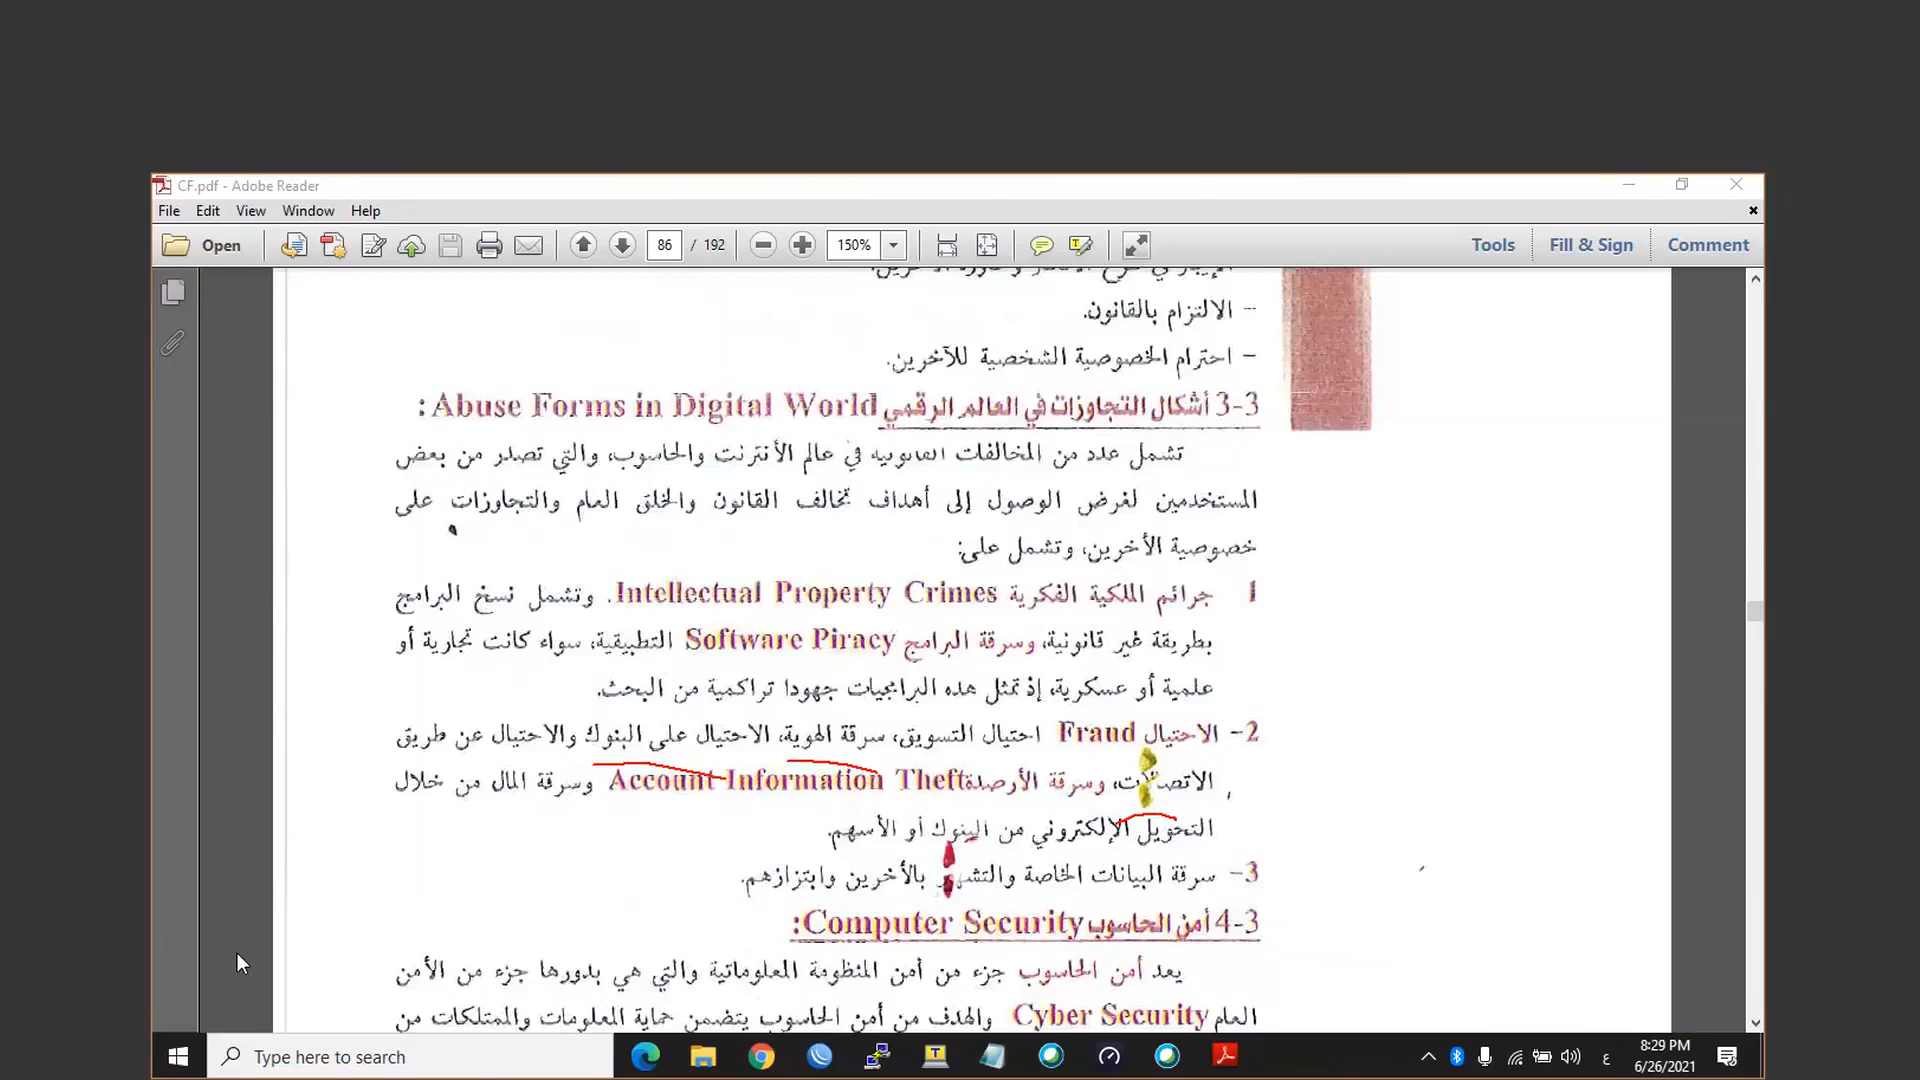 CF.pdf - Adobe Reader
File Edit View Window Help
Open 86 / 192 150% Tools Fill & Sign Comment
– الالتزام بالقانون.
– احترام الخصوصية الشخصية للآخرين.
3-3 أشكال التجاوزات في العالم الرقمي Abuse Forms in Digital World :
تشمل عدد من المخالفات القانونية في عالم الأنترنت والحاسوب، والتي تصدر من بعض
المستخدمين لغرض الوصول إلى أهداف تخالف القانون والخلق العام والتجاوزات على
خصوصية الأخرين، وتشمل على:
1 جرائم الملكية الفكرية Intellectual Property Crimes. وتشمل نسخ البرامج
بطريقة غير قانونية، وسرقة البرامج Software Piracy التطبيقية، سواء كانت تجارية أو
علمية أو عسكرية، إذ تمثل هذه البرامجيات جهودا تراكمية من البحث.
2- الاحتيال Fraud احتيال التسويق، سرقة الهوية، الاحتيال على البنوك والاحتيال عن طريق
الاتصالات، وسرقة الأرصدة Account Information Theft وسرقة المال من خلال
التحويل الإلكتروني من البنوك أو الأسهم.
3- سرقة البيانات الخاصة والتشهير بالأخرين وابتزازهم.
4-3 أمن الحاسوب Computer Security:
يعد أمن الحاسوب جزء من أمن المنظومة المعلوماتية والتي هي بدورها جزء من الأمن
العام Cyber Security والهدف من أمن الحاسوب يتضمن حماية المعلومات والممتلكات من
Type here to search
ع
8:29 PM
6/26/2021